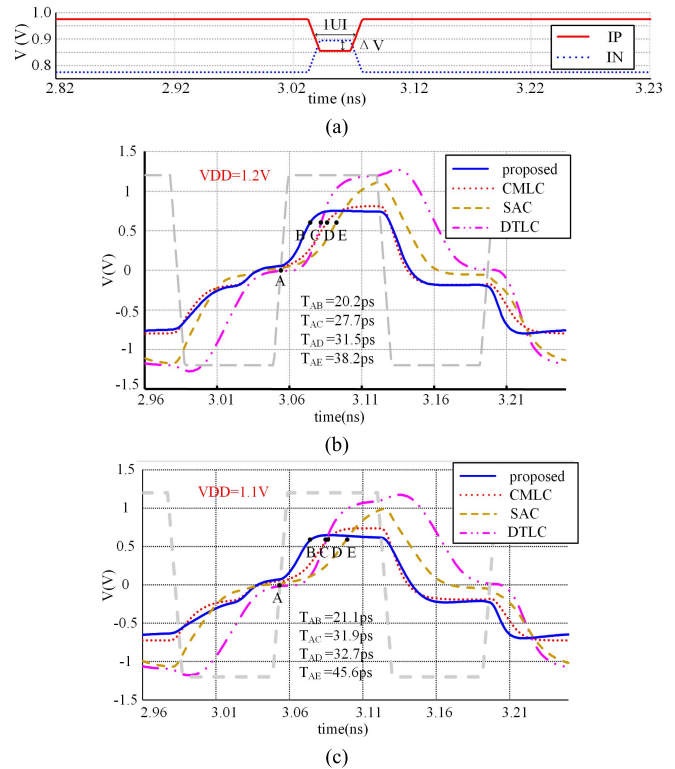 1.0
0.9
0.8
V (V)
1UI
Δ V
IP
IN
2.82 2.92 3.02 3.12 3.22 3.23
time (ns)
(a)
1.5
1
0.5
0
-0.5
-1
-1.5
V(V)
VDD=1.2V
proposed
CMLC
SAC
DTLC
B C D E
A
TAB=20.2ps
TAC=27.7ps
TAD=31.5ps
TAE=38.2ps
2.96 3.01 3.06 3.11 3.16 3.21
time(ns)
(b)
1.5
1
0.5
0
-0.5
-1
-1.5
V(V)
VDD=1.1V
proposed
CMLC
SAC
DTLC
B C D E
A
TAB=21.1ps
TAC=31.9ps
TAD=32.7ps
TAE=45.6ps
2.96 3.01 3.06 3.11 3.16 3.21
time(ns)
(c)